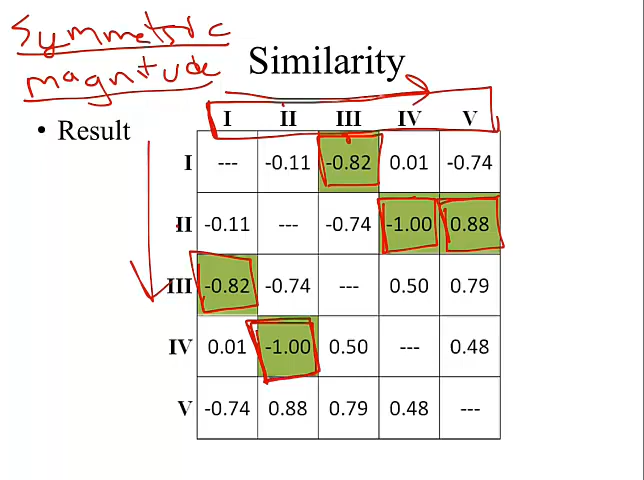 Symmetric
magntude
Similarity
• Result
I II III IV V
I --- -0.11 -0.82 0.01 -0.74
II -0.11 --- -0.74 -1.00 0.88
III -0.82 -0.74 --- 0.50 0.79
IV 0.01 -1.00 0.50 --- 0.48
V -0.74 0.88 0.79 0.48 ---